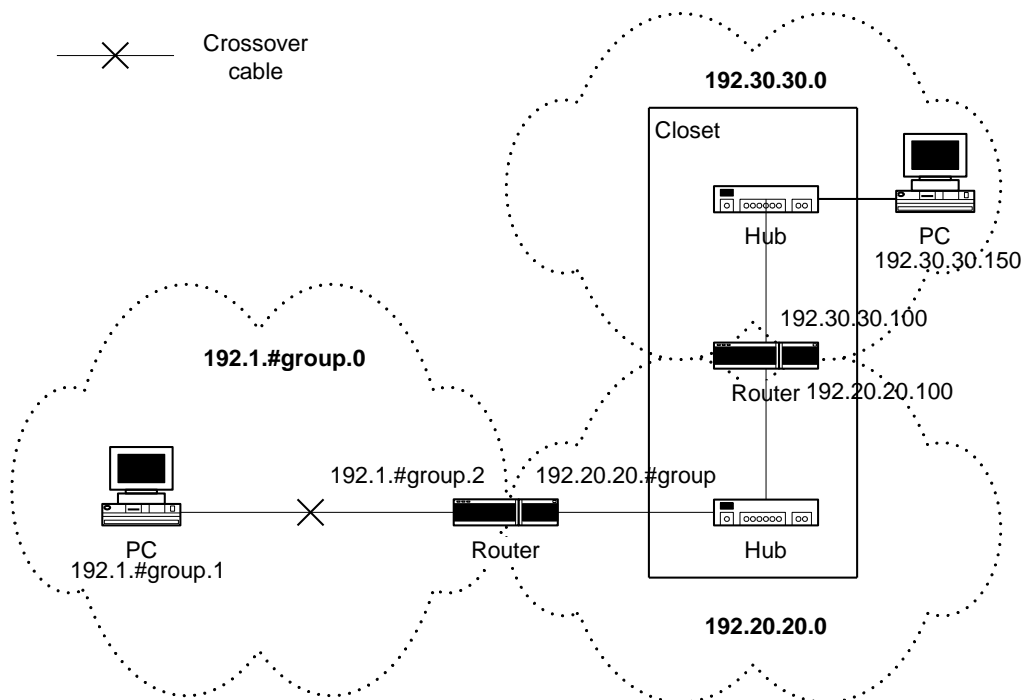 Crossover
cable
192.30.30.0
Closet
Hub
PC
192.30.30.150
192.30.30.100
192.1.#group.0
Router
192.20.20.100
192.1.#group.2
192.20.20.#group
PC
192.1.#group.1
Router
Hub
192.20.20.0